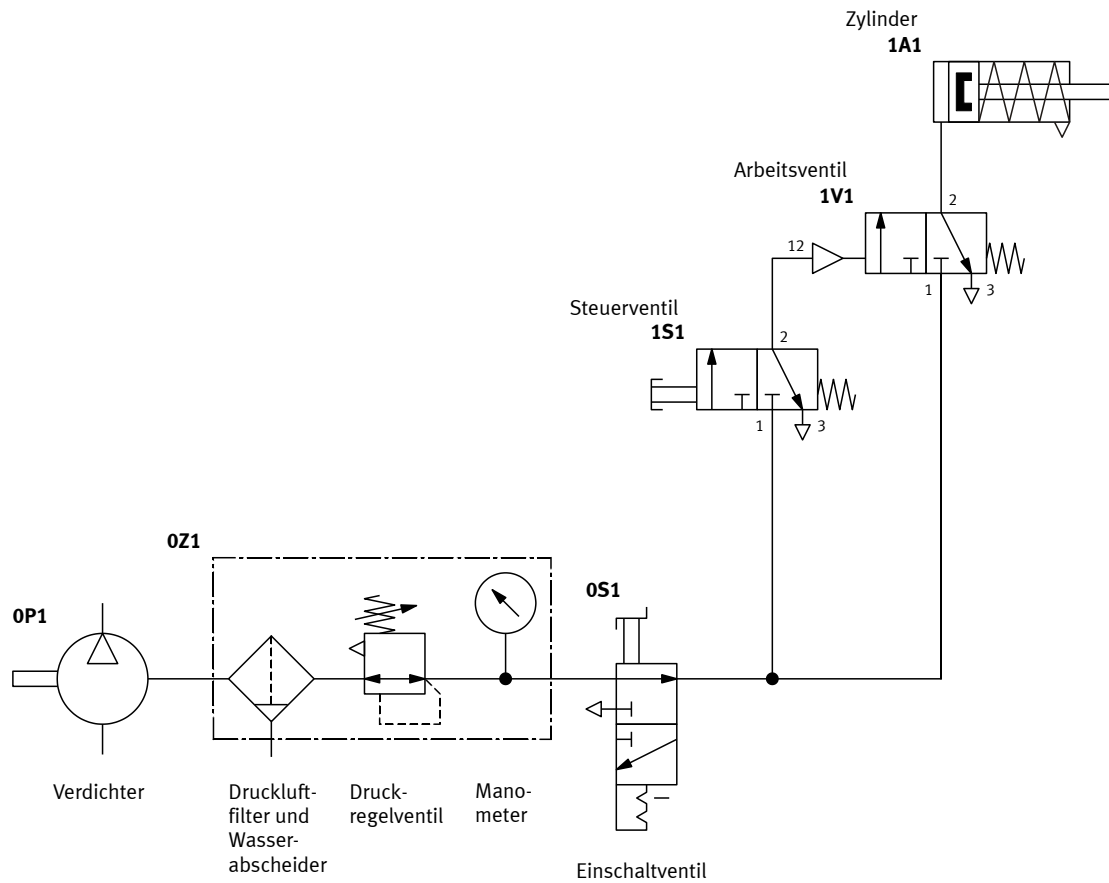 Zylinder
1A1
Arbeitsventil
1V1
2
12
1
3
Steuerventil
1S1
2
1
3
0Z1
0P1
0S1
Verdichter
Druckluft-
filter und
Wasser-
abscheider
Druck-
regelventil
Mano-
meter
Einschaltventil